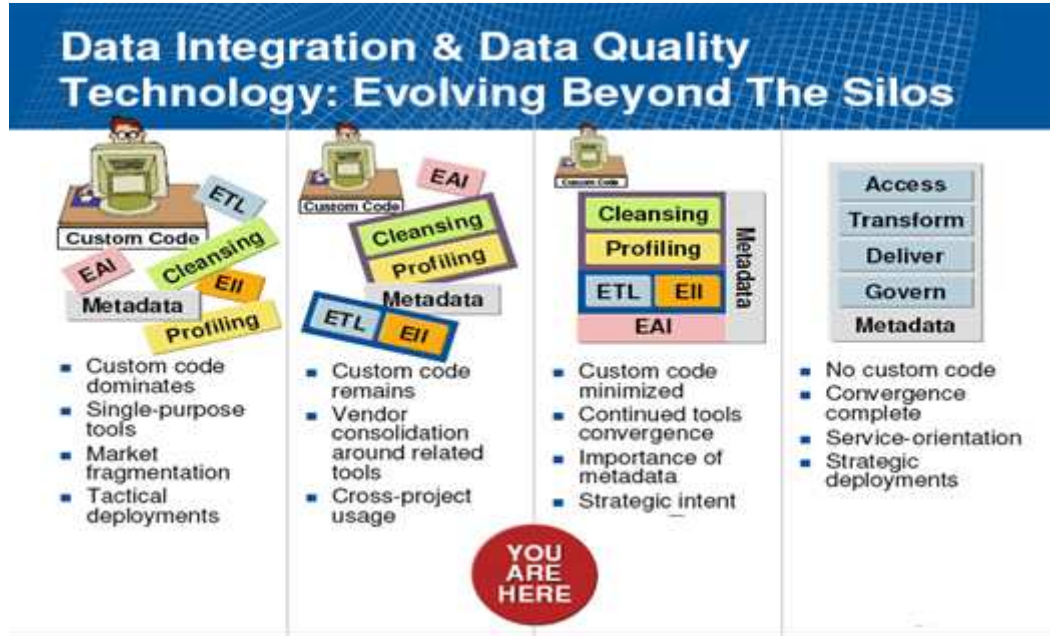 Data Integration & Data Quality
Technology: Evolving Beyond The Silos
Custom Code
ETL
EAI
Cleansing
EII
Metadata
Profiling
Custom code
dominates
Single-purpose
tools
Market
fragmentation
Tactical
deployments
Custom Code
EAI
Cleansing
Profiling
Metadata
ETL
EII
Custom code
remains
Vendor
consolidation
around related
tools
Cross-project
usage
Custom Code
Cleansing
Profiling
ETL
EII
EAI
Metadata
Custom code
minimized
Continued tools
convergence
Importance of
metadata
Strategic intent
Access
Transform
Deliver
Govern
Metadata
No custom code
Convergence
complete
Service-orientation
Strategic
deployments
YOU
ARE
HERE